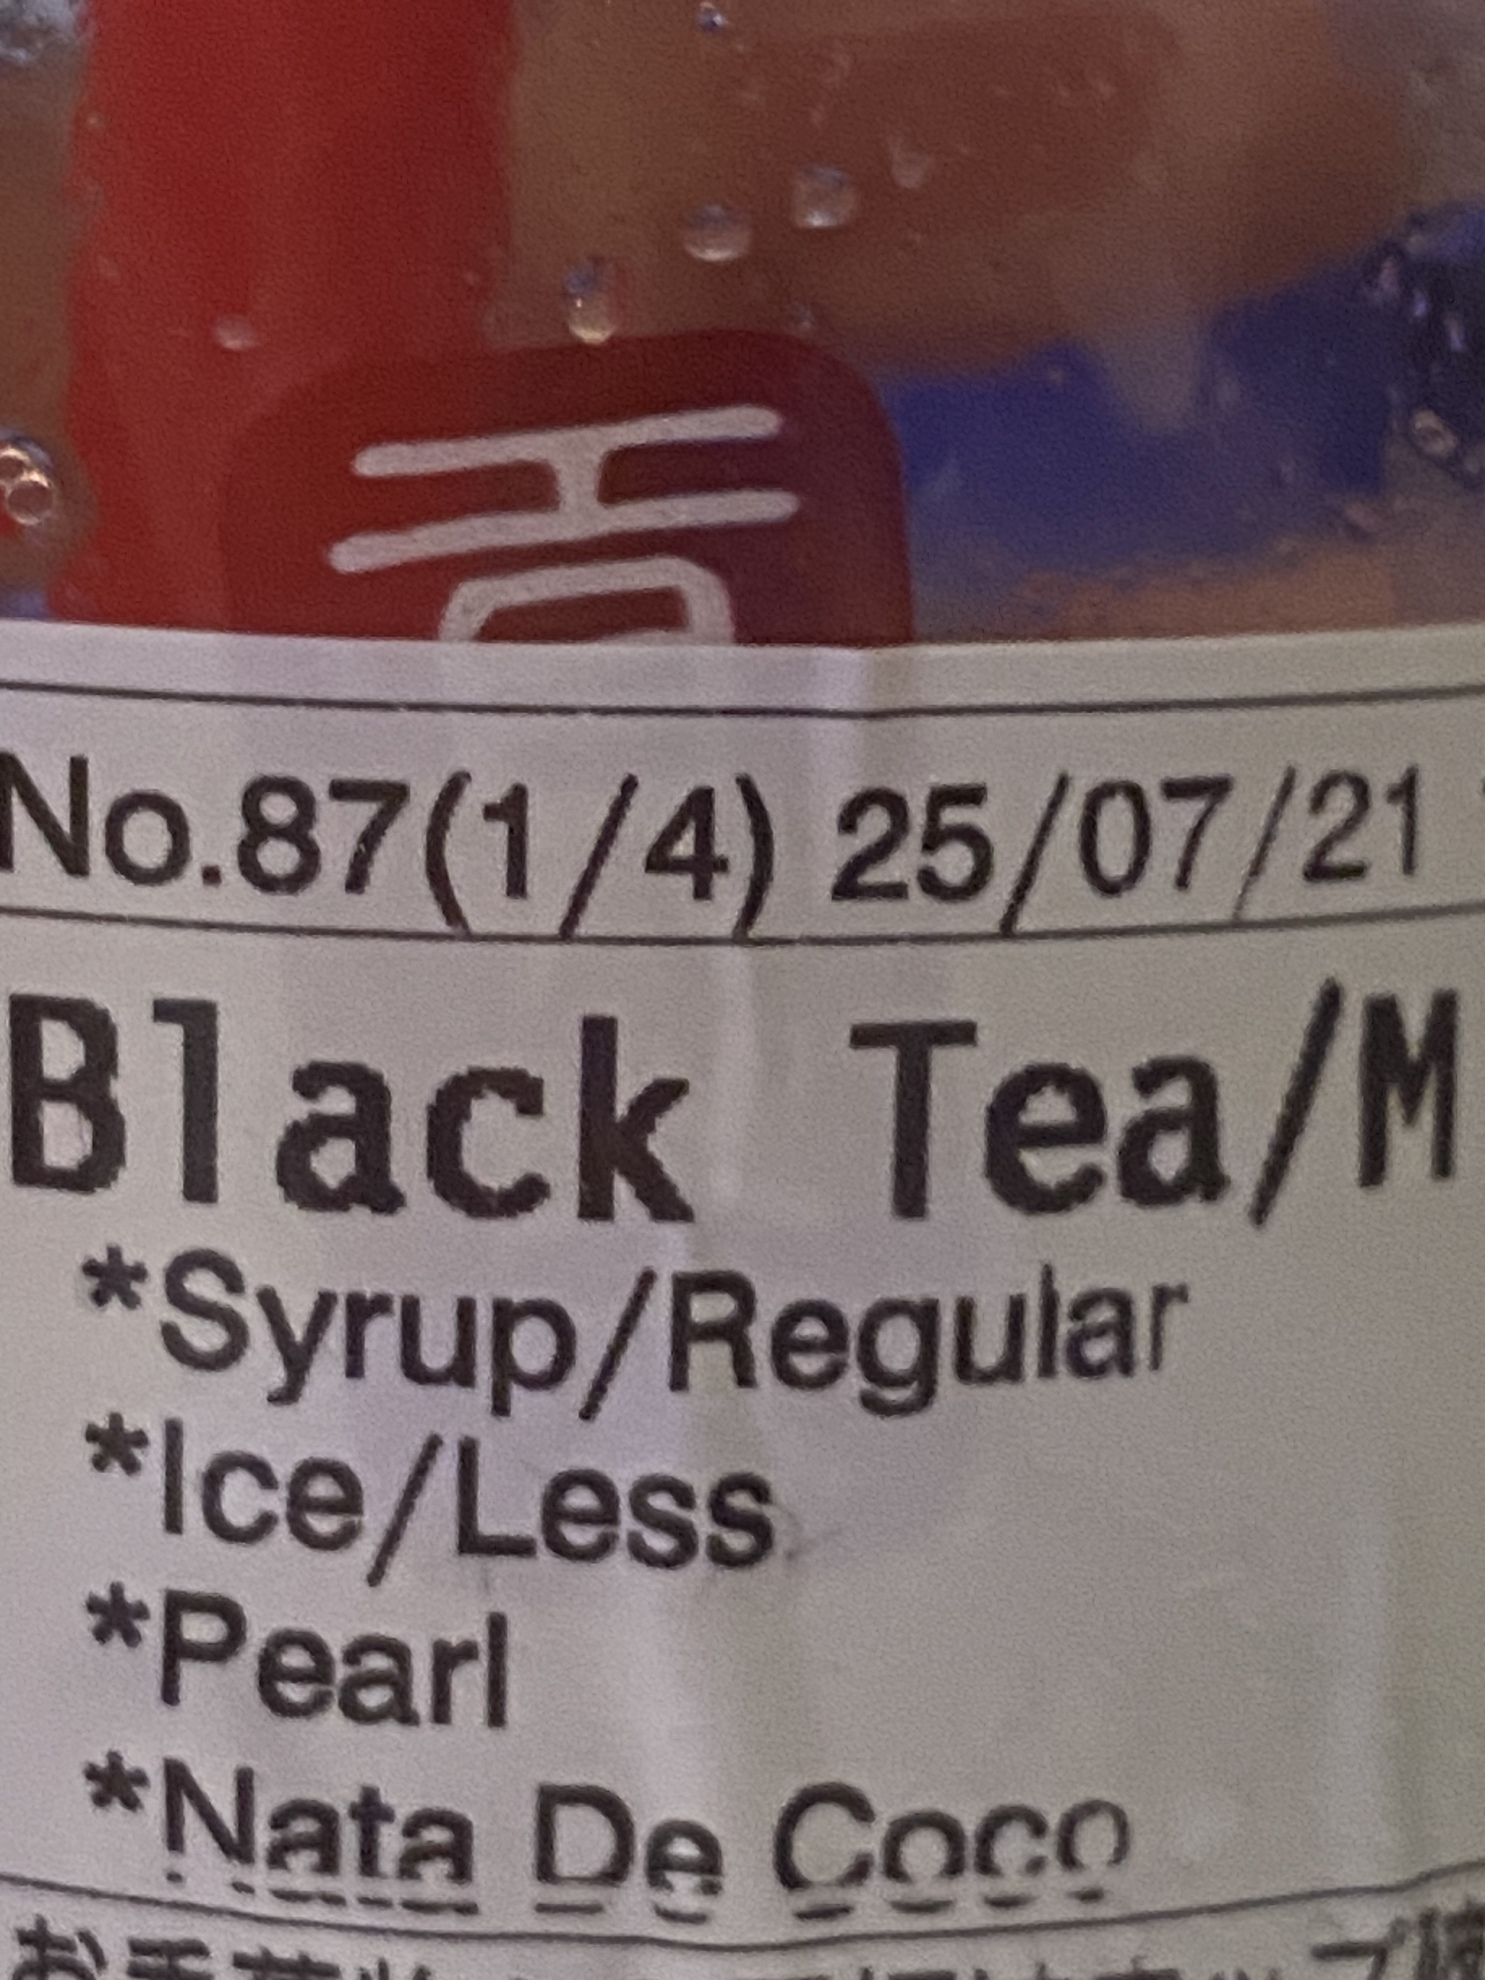 No.87(1/4) 25/07/21
Black Tea/M
*Syrup/Regular
*Ice/Less
*Pearl
*Nata De Coco